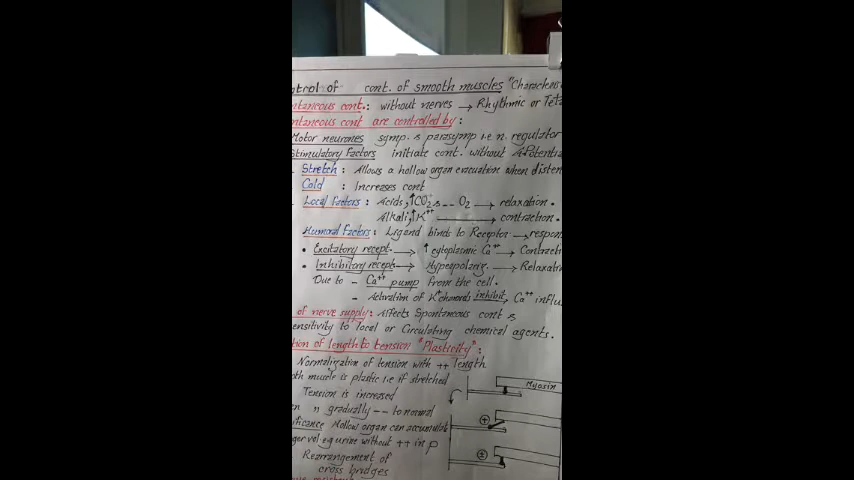 ntrol of cont. of smooth muscles "Characteris
ntaneous cont.: without nerves → Rhythmic or Teta
ntaneous cont are controlled by:
Motor neurones symp. & parasymp i.e n. regulator
Stimulatory Factors initiate cont. without A.Potentia
- Stretch: Allows a hollow organ evacuation when disten
Cold : Increases cont
- Local factors: Acids, ↑CO2 & -- O2 → relaxation.
Alkali, ↑K++ → contraction.
Humoral Factors: Ligand binds to Receptor → respon
• Excitatory recept. → ↑ cytoplasmic Ca++ → Contracti
• Inhibitory recept → Hyperpolariz. → Relaxati
Due to - Ca++ pump from the cell.
- Activation of K+ channels inhibit, Ca++ influ
of nerve supply: Affects Spontaneous cont &
ensitivity to local or Circulating chemical agents.
tion of length to tension "Plasticity":
Normalization of tension with ++ length
oth muscle is plastic i.e if stretched
Tension is increased
en n gradually -- to normal
ificance Hollow organ can accumulate
ger vol. e.g urine without ++ in p
Rearrangement of
cross bridges
Myosin
(+)
(±)